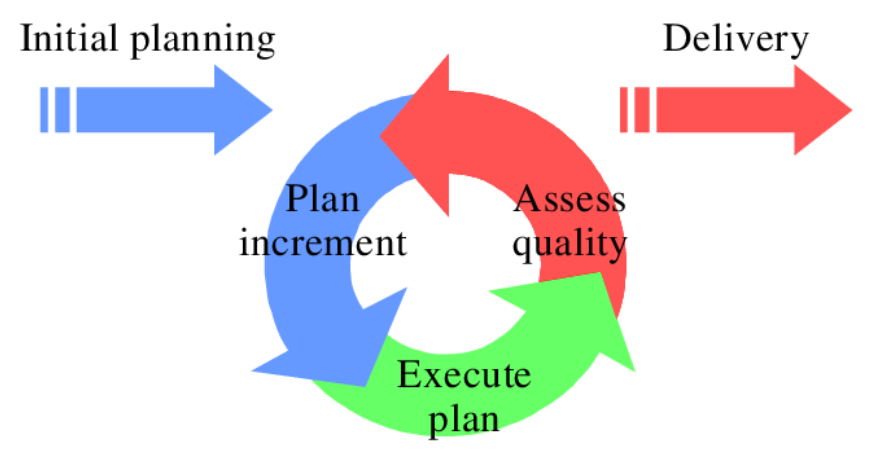 Initial planning
Delivery
Plan
increment
Assess
quality
Execute
plan